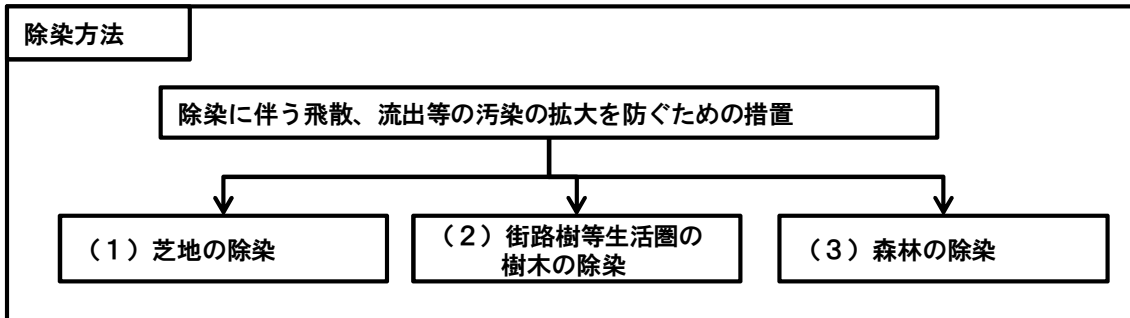 除染方法
除染に伴う飛散、流出等の汚染の拡大を防ぐための措置
（１）芝地の除染
（２）街路樹等生活圏の
樹木の除染
（３）森林の除染